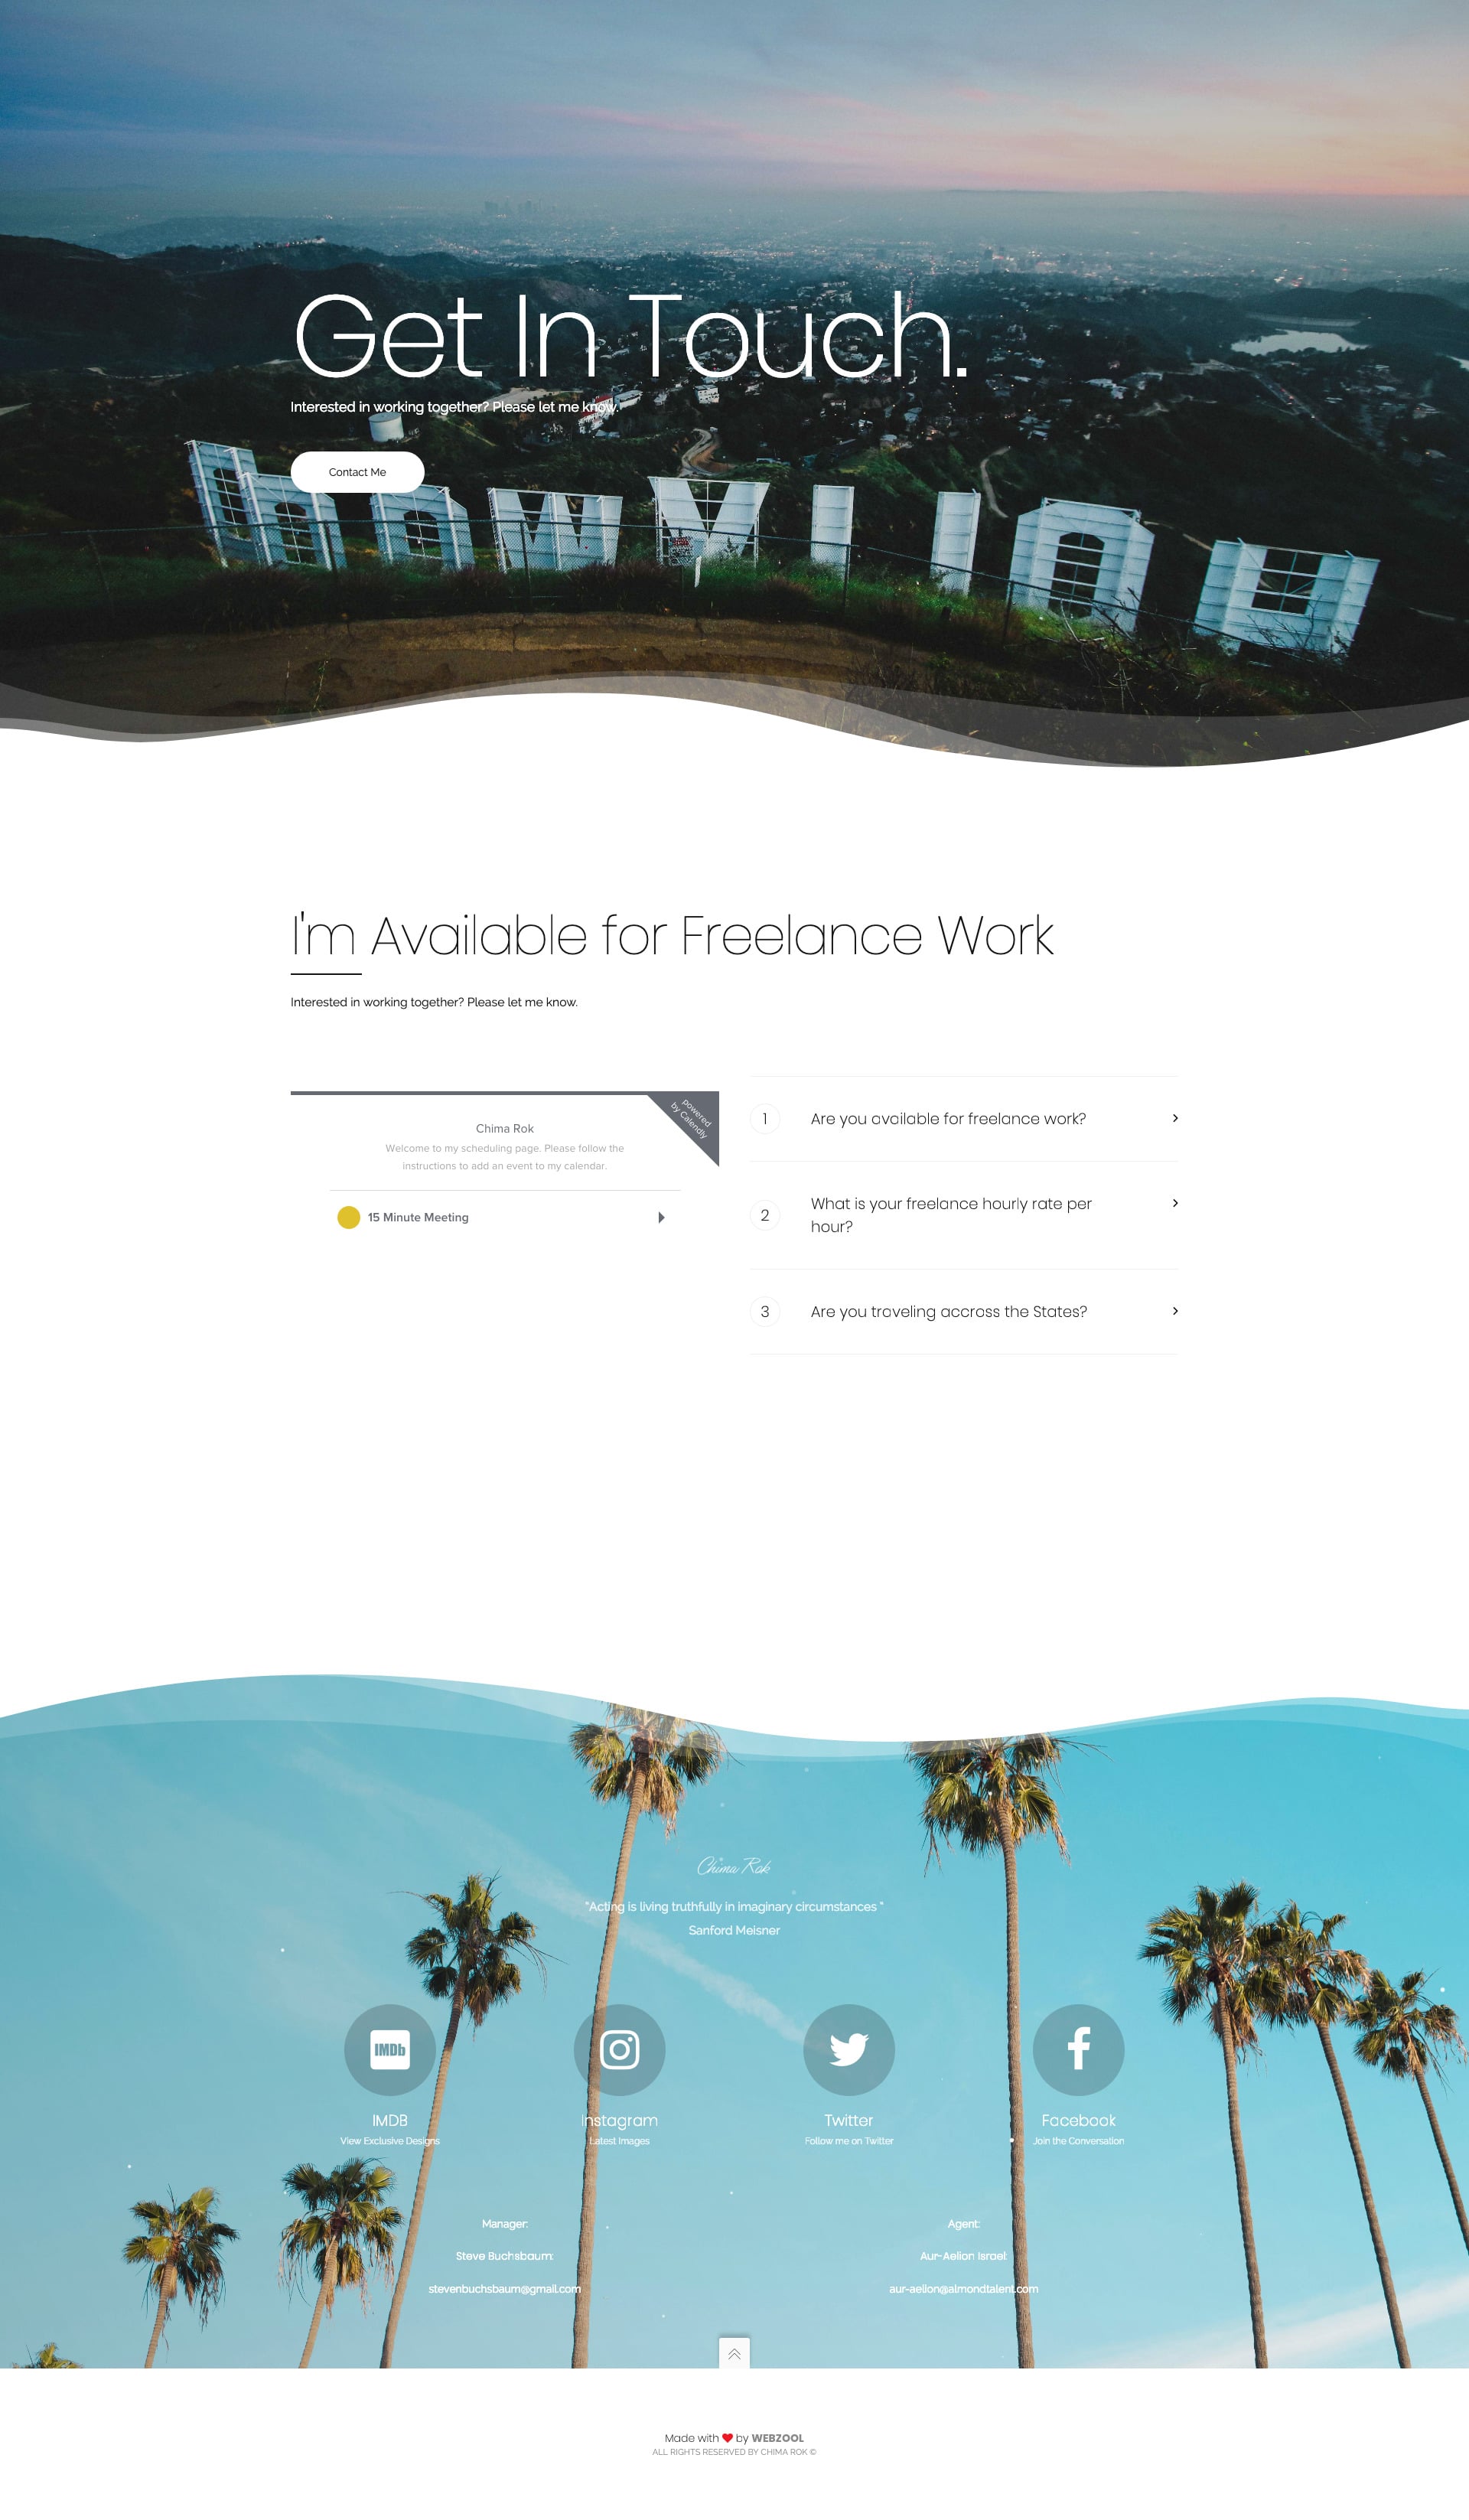 Get In Touch.
Interested in working together? Please let me know.
Contact Me
I'm Available for Freelance Work
Interested in working together? Please let me know.
powered
by Calendly
Chima Rok
Welcome to my scheduling page. Please follow the
instructions to add an event to my calendar.
15 Minute Meeting
1 Are you available for freelance work?
2 What is your freelance hourly rate per
hour?
3 Are you traveling accross the States?
Chima Rok
"Acting is living truthfully in imaginary circumstances "
Sanford Meisner
IMDb
IMDB
View Exclusive Designs
Instagram
Latest Images
Twitter
Follow me on Twitter
Facebook
Join the Conversation
Manager:
Steve Buchsbaum:
stevenbuchsbaum@gmail.com
Agent:
Aur-Aelion Israel:
aur-aelion@almondtalent.com
Made with ❤ by WEBZOOL
ALL RIGHTS RESERVED BY CHIMA ROK ©